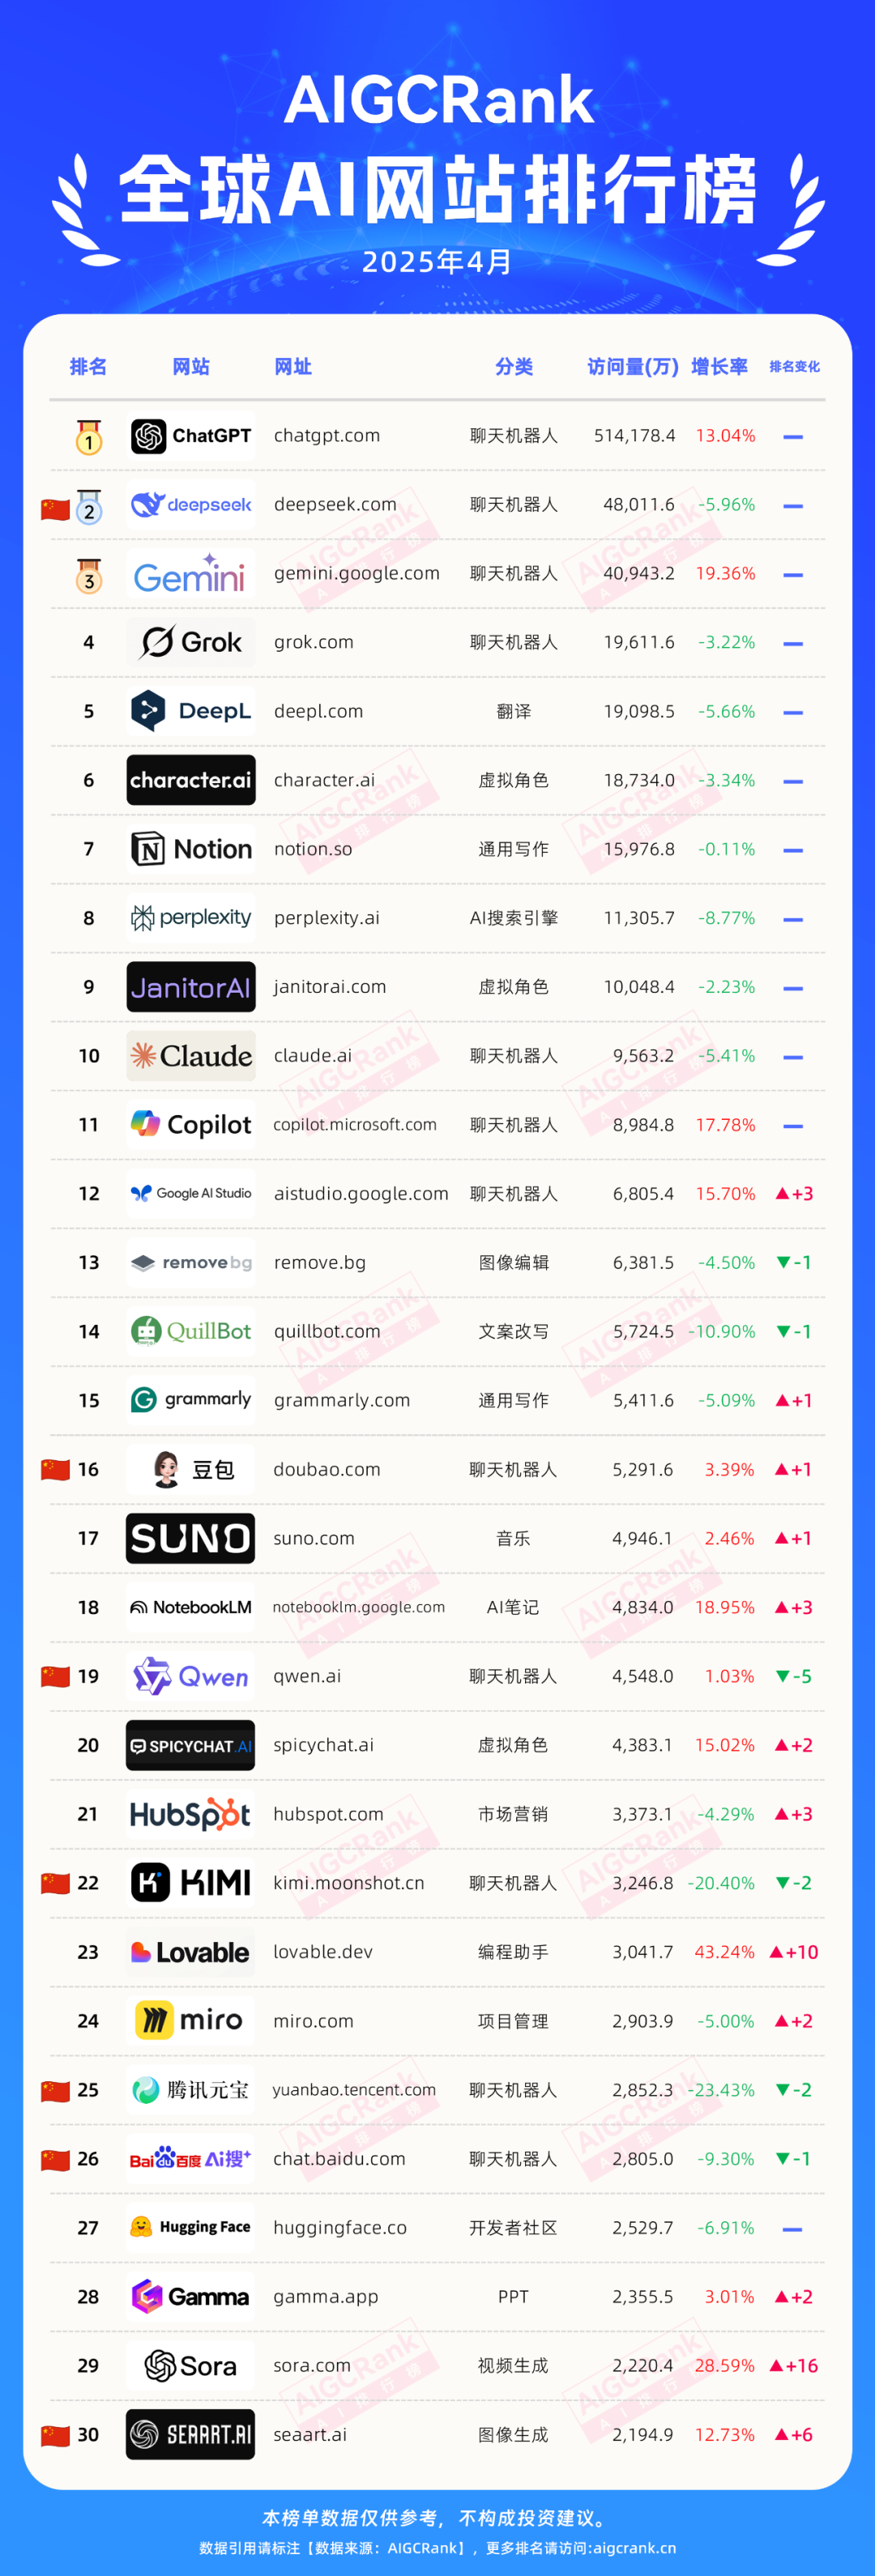 AIGCRank
全球AI网站排行榜
2025年4月
排名 网站 网址 分类 访问量(万) 增长率 排名变化
1 ChatGPT chatgpt.com 聊天机器人 514,178.4 13.04% —
2 deepseek deepseek.com 聊天机器人 48,011.6 -5.96% —
3 Gemini gemini.google.com 聊天机器人 40,943.2 19.36% —
4 Grok grok.com 聊天机器人 19,611.6 -3.22% —
5 DeepL deepl.com 翻译 19,098.5 -5.66% —
6 character.ai character.ai 虚拟角色 18,734.0 -3.34% —
7 Notion notion.so 通用写作 15,976.8 -0.11% —
8 perplexity perplexity.ai AI搜索引擎 11,305.7 -8.77% —
9 JanitorAI janitorai.com 虚拟角色 10,048.4 -2.23% —
10 Claude claude.ai 聊天机器人 9,563.2 -5.41% —
11 Copilot copilot.microsoft.com 聊天机器人 8,984.8 17.78% —
12 Google AI Studio aistudio.google.com 聊天机器人 6,805.4 15.70% ▲+3
13 removebg remove.bg 图像编辑 6,381.5 -4.50% ▼-1
14 QuillBot quillbot.com 文案改写 5,724.5 -10.90% ▼-1
15 grammarly grammarly.com 通用写作 5,411.6 -5.09% ▲+1
16 豆包 doubao.com 聊天机器人 5,291.6 3.39% ▲+1
17 SUNO suno.com 音乐 4,946.1 2.46% ▲+1
18 NotebookLM notebooklm.google.com AI笔记 4,834.0 18.95% ▲+3
19 Qwen qwen.ai 聊天机器人 4,548.0 1.03% ▼-5
20 SPICYCHAT.AI spicychat.ai 虚拟角色 4,383.1 15.02% ▲+2
21 HubSpot hubspot.com 市场营销 3,373.1 -4.29% ▲+3
22 KIMI kimi.moonshot.cn 聊天机器人 3,246.8 -20.40% ▼-2
23 Lovable lovable.dev 编程助手 3,041.7 43.24% ▲+10
24 miro miro.com 项目管理 2,903.9 -5.00% ▲+2
25 腾讯元宝 yuanbao.tencent.com 聊天机器人 2,852.3 -23.43% ▼-2
26 Bai du 百度 Ai搜 chat.baidu.com 聊天机器人 2,805.0 -9.30% ▼-1
27 Hugging Face huggingface.co 开发者社区 2,529.7 -6.91% —
28 Gamma gamma.app PPT 2,355.5 3.01% ▲+2
29 Sora sora.com 视频生成 2,220.4 28.59% ▲+16
30 SEAART.AI seaart.ai 图像生成 2,194.9 12.73% ▲+6
本榜单数据仅供参考，不构成投资建议。
数据引用请标注【数据来源：AIGCRank】，更多排名请访问:aigcrank.cn